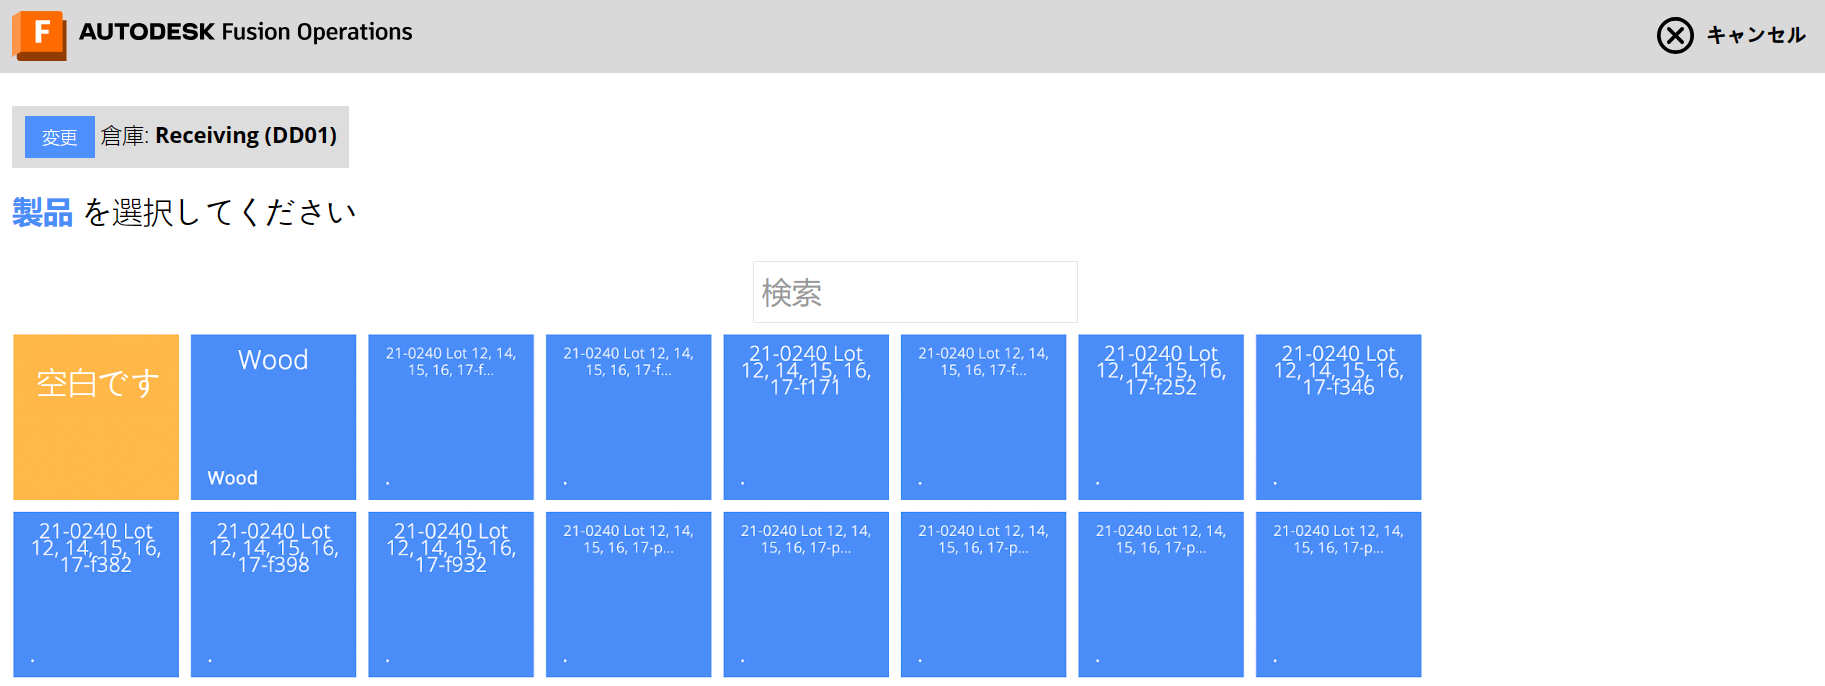 F AUTODESK Fusion Operations
キャンセル
変更 倉庫: Receiving (DD01)
製品 を選択してください
検索
空白です
Wood
Wood
21-0240 Lot 12, 14,
15, 16, 17-f...
.
21-0240 Lot 12, 14,
15, 16, 17-f...
.
21-0240 Lot
12, 14, 15, 16,
17-f171
.
21-0240 Lot 12, 14,
15, 16, 17-f...
.
21-0240 Lot
12, 14, 15, 16,
17-f252
.
21-0240 Lot
12, 14, 15, 16,
17-f346
.
21-0240 Lot
12, 14, 15, 16,
17-f382
.
21-0240 Lot
12, 14, 15, 16,
17-f398
.
21-0240 Lot
12, 14, 15, 16,
17-f932
.
21-0240 Lot 12, 14,
15, 16, 17-p...
.
21-0240 Lot 12, 14,
15, 16, 17-p...
.
21-0240 Lot 12, 14,
15, 16, 17-p...
.
21-0240 Lot 12, 14,
15, 16, 17-p...
.
21-0240 Lot 12, 14,
15, 16, 17-p...
.